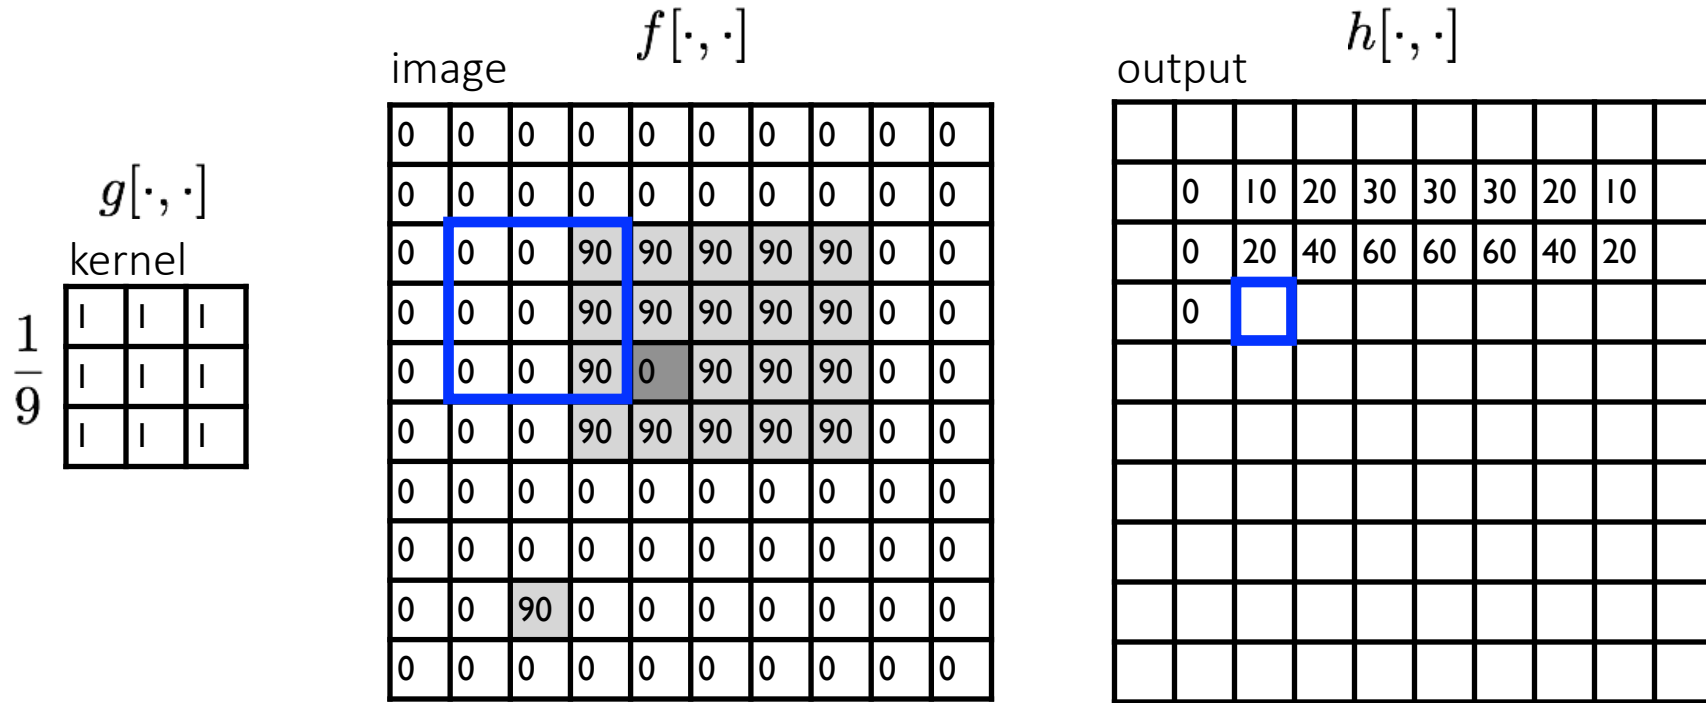 f[·, ·]
h[·, ·]
image
output
g[·, ·]
kernel
1/9
1 1 1
1 1 1
1 1 1
0 0 0 0 0 0 0 0 0 0
0 0 0 0 0 0 0 0 0 0
0 0 0 90 90 90 90 90 0 0
0 0 0 90 90 90 90 90 0 0
0 0 0 90 0 90 90 90 0 0
0 0 0 90 90 90 90 90 0 0
0 0 0 0 0 0 0 0 0 0
0 0 0 0 0 0 0 0 0 0
0 0 90 0 0 0 0 0 0 0
0 0 0 0 0 0 0 0 0 0
0 10 20 30 30 30 20 10
0 20 40 60 60 60 40 20
0